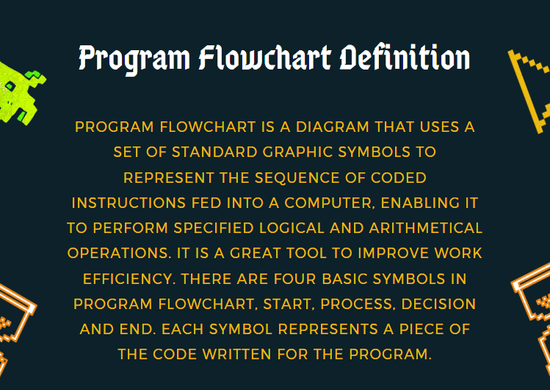 Program Flowchart Definition
PROGRAM FLOWCHART IS A DIAGRAM THAT USES A
SET OF STANDARD GRAPHIC SYMBOLS TO
REPRESENT THE SEQUENCE OF CODED
INSTRUCTIONS FED INTO A COMPUTER, ENABLING IT
TO PERFORM SPECIFIED LOGICAL AND ARITHMETICAL
OPERATIONS. IT IS A GREAT TOOL TO IMPROVE WORK
EFFICIENCY. THERE ARE FOUR BASIC SYMBOLS IN
PROGRAM FLOWCHART, START, PROCESS, DECISION
AND END. EACH SYMBOL REPRESENTS A PIECE OF
THE CODE WRITTEN FOR THE PROGRAM.